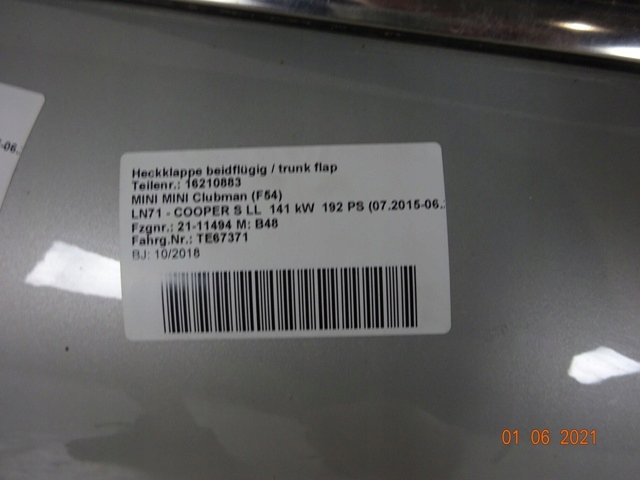 Heckklappe beidflügig / trunk flap
Teilenr.: 16210883
MINI MINI Clubman (F54)
LN71 - COOPER S LL 141 kW 192 PS (07.2015-06..
Fzgnr.: 21-11494 M: B48
Fahrg.Nr.: TE67371
BJ: 10/2018
-06..
01 06 2021